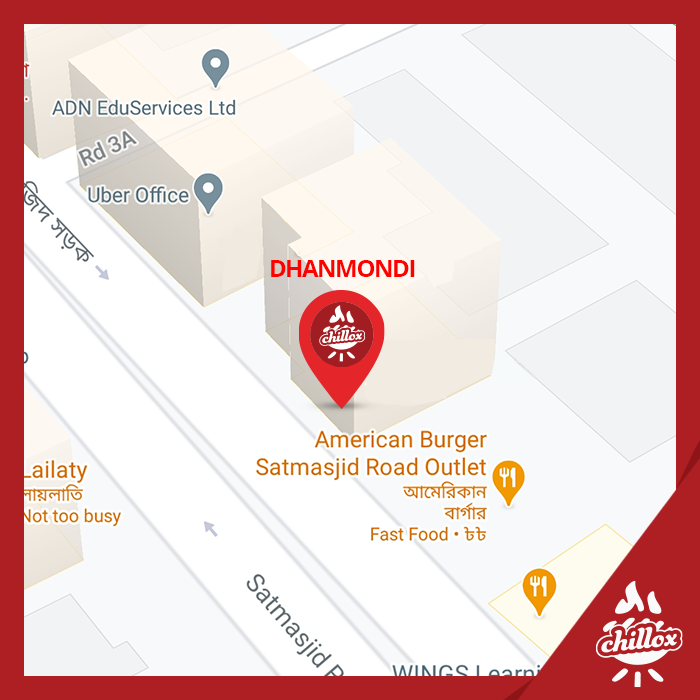 ADN EduServices Ltd
Rd 3A
Uber Office
জিদ সড়ক
DHANMONDI
chillox
American Burger
Satmasjid Road Outlet
আমেরিকান
বার্গার
Fast Food • ৳৳
Lailaty
লায়লাতি
Not too busy
Satmasjid R
WINGS Learni
chillox